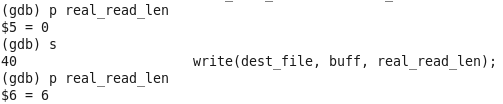 (gdb) p real_read_len
$5 = 0
(gdb) s
40 write(dest_file, buff, real_read_len);
(gdb) p real_read_len
$6 = 6